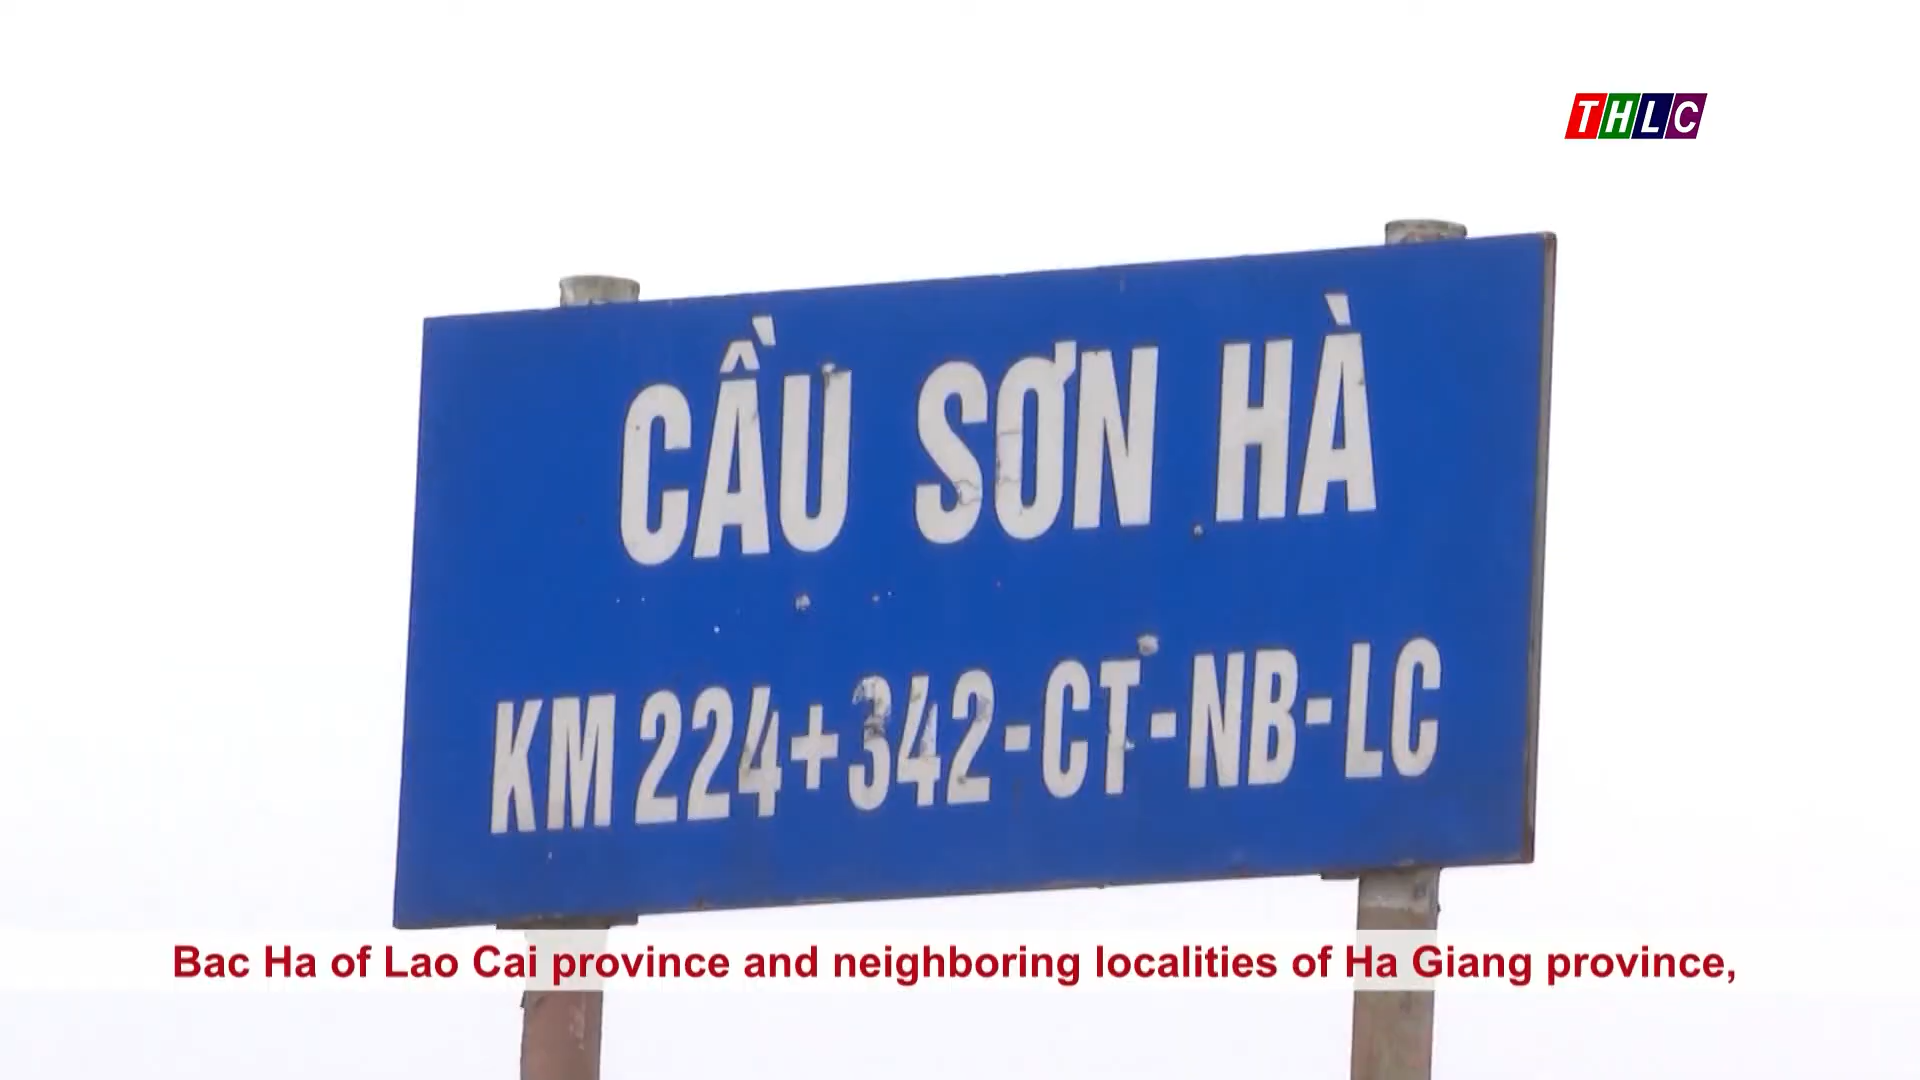 THLC
CẦU SƠN HÀ
KM 224+342-CT-NB-LC
Bac Ha of Lao Cai province and neighboring localities of Ha Giang province,